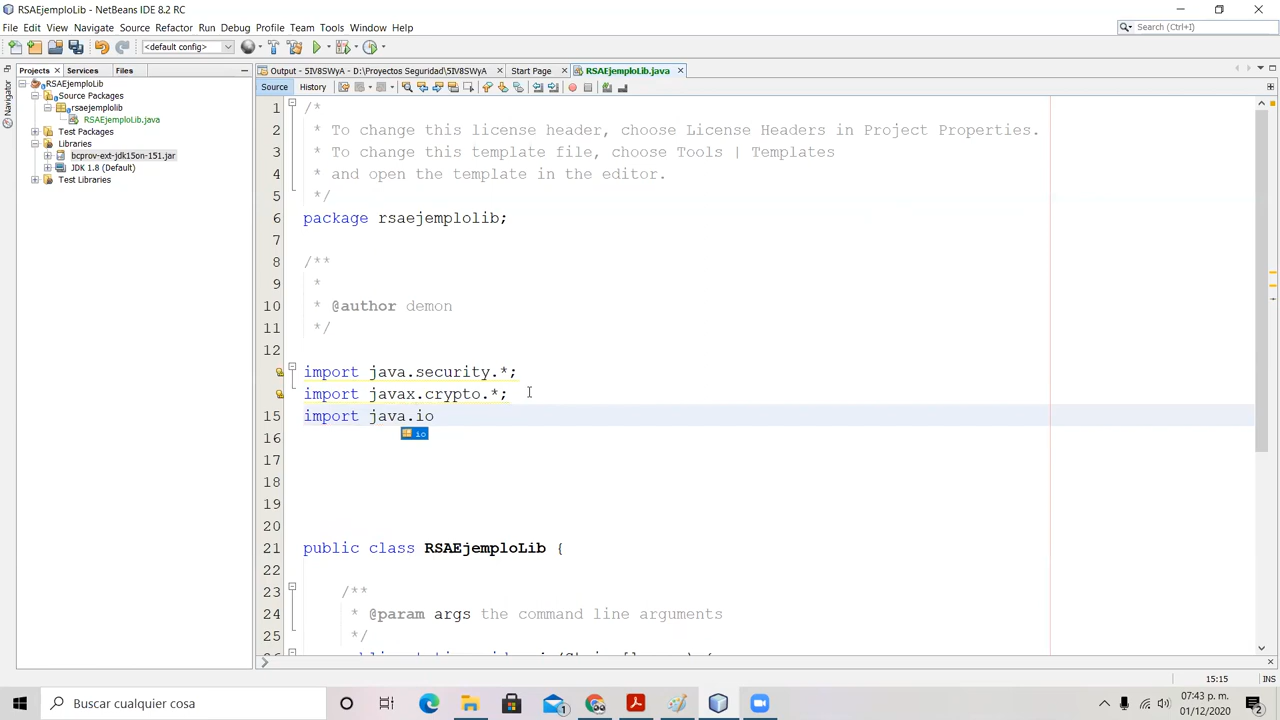 RSAEjemploLib - NetBeans IDE 8.2 RC
File Edit View Navigate Source Refactor Run Debug Profile Team Tools Window Help
Search (Ctrl+I)
<default config>
Projects Services Files
Output - 5IV8SWyA - D:\Proyectos Seguridad\5IV8SWyA
Start Page
RSAEjemploLib.java
Navigator
Source History
RSAEjemploLib
Source Packages
rsaejemplolib
RSAEjemploLib.java
Test Packages
Libraries
bcprov-ext-jdk15on-151.jar
JDK 1.8 (Default)
Test Libraries
1 /*
2 * To change this license header, choose License Headers in Project Properties.
3 * To change this template file, choose Tools | Templates
4 * and open the template in the editor.
5 */
6 package rsaejemplolib;
7
8 /**
9 *
10 * @author demon
11 */
12
import java.security.*;
import javax.crypto.*;
15 import java.io
16 io
17
18
19
20
21 public class RSAEjemploLib {
22
23 /**
24 * @param args the command line arguments
25 */
15:15
INS
Buscar cualquier cosa
1
07:43 p. m.
01/12/2020
2